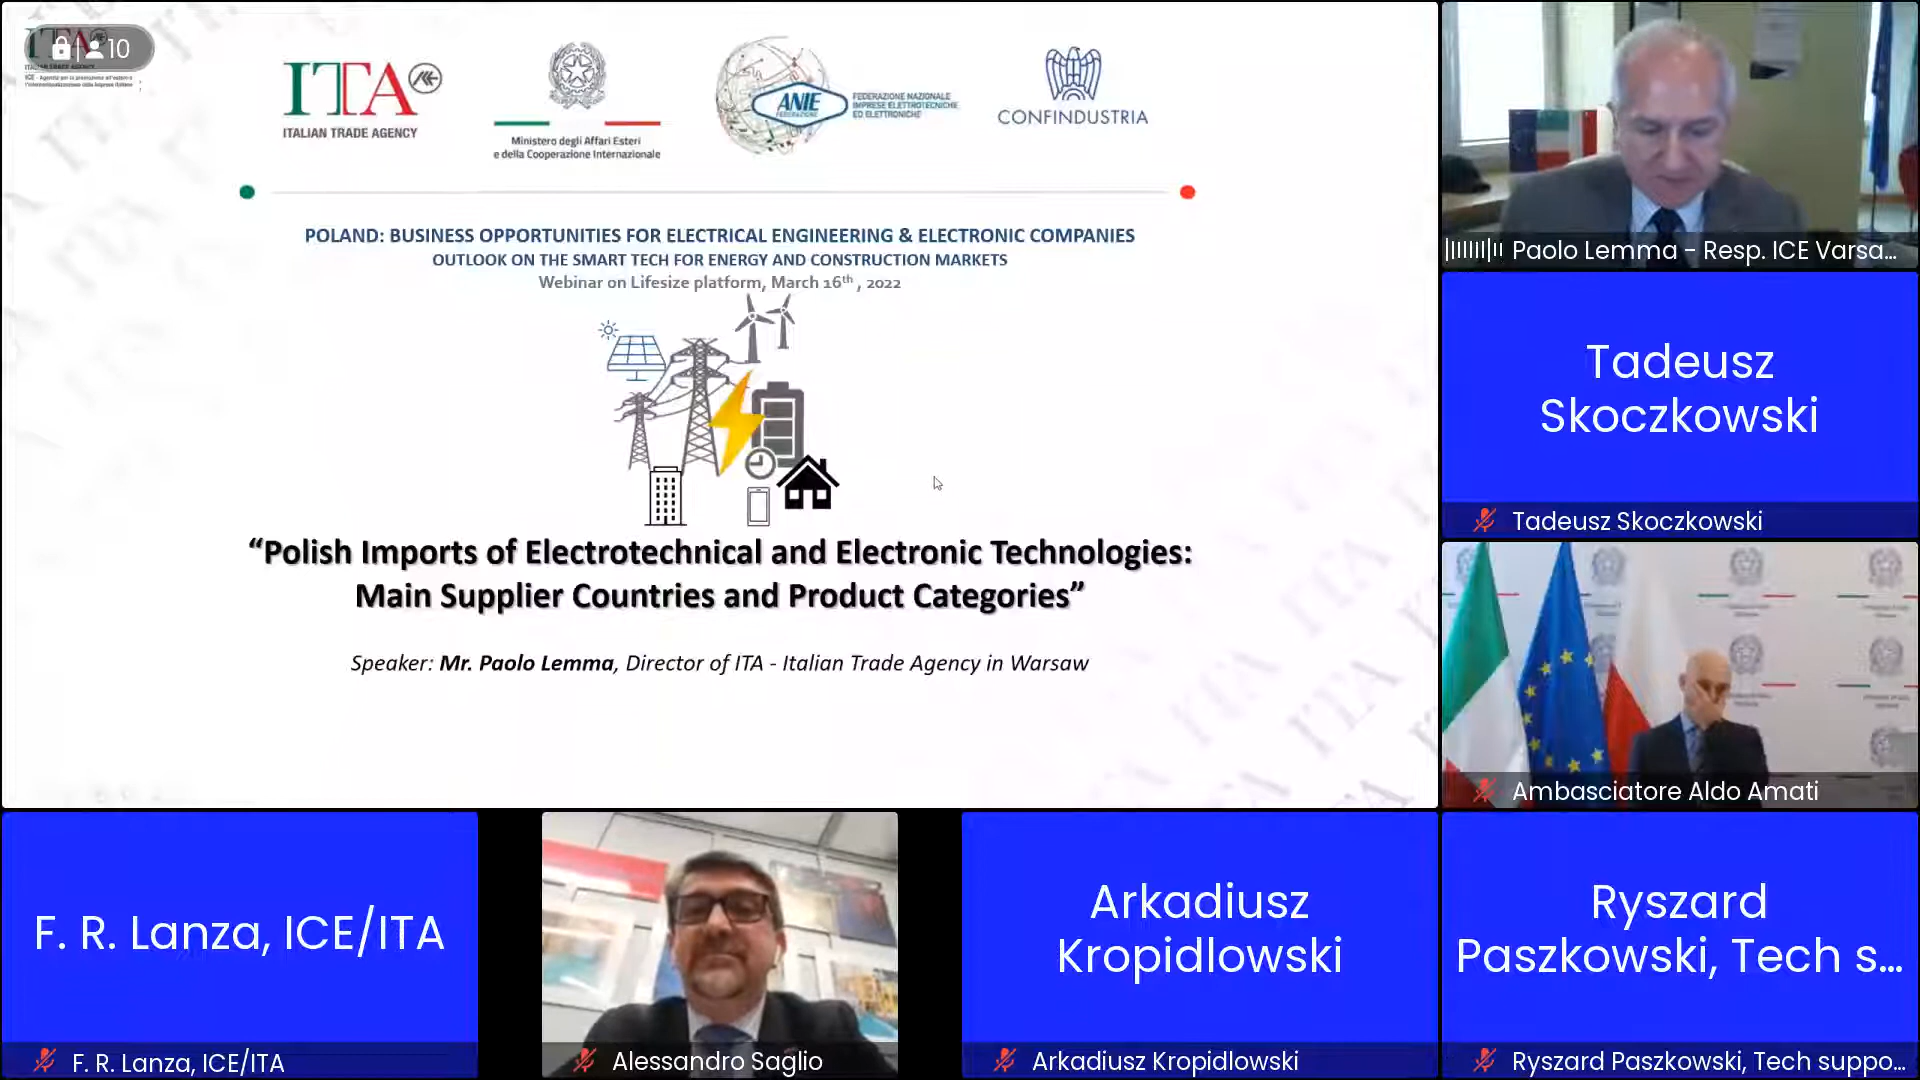 10
ITA
ITALIAN TRADE AGENCY
Ministero degli Affari Esteri
e della Cooperazione Internazionale
ANIE
FEDERAZIONE
FEDERAZIONE NAZIONALE
IMPRESE ELETTROTECNICHE
ED ELETTRONICHE
CONFINDUSTRIA
POLAND: BUSINESS OPPORTUNITIES FOR ELECTRICAL ENGINEERING & ELECTRONIC COMPANIES
OUTLOOK ON THE SMART TECH FOR ENERGY AND CONSTRUCTION MARKETS
Webinar on Lifesize platform, March 16th , 2022
“Polish Imports of Electrotechnical and Electronic Technologies:
Main Supplier Countries and Product Categories”
Speaker: Mr. Paolo Lemma, Director of ITA - Italian Trade Agency in Warsaw
Paolo Lemma – Resp. ICE Varsa...
Tadeusz
Skoczkowski
Tadeusz Skoczkowski
Ambasciatore Aldo Amati
F. R. Lanza, ICE/ITA
F. R. Lanza, ICE/ITA
Alessandro Saglio
Arkadiusz
Kropidlowski
Arkadiusz Kropidlowski
Ryszard
Paszkowski, Tech s...
Ryszard Paszkowski, Tech suppo...